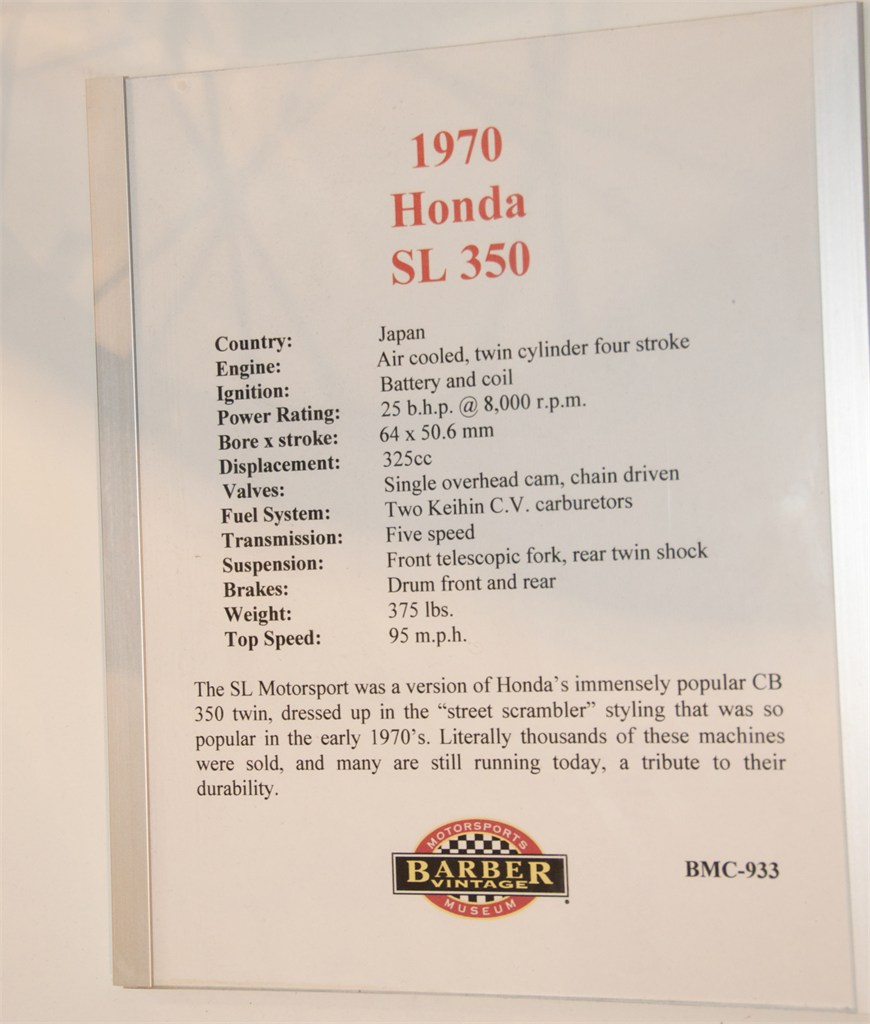 1970
Honda
SL 350
Country: Japan
Engine: Air cooled, twin cylinder four stroke
Ignition: Battery and coil
Power Rating: 25 b.h.p. @ 8,000 r.p.m.
Bore x stroke: 64 x 50.6 mm
Displacement: 325cc
Valves: Single overhead cam, chain driven
Fuel System: Two Keihin C.V. carburetors
Transmission: Five speed
Suspension: Front telescopic fork, rear twin shock
Brakes: Drum front and rear
Weight: 375 lbs.
Top Speed: 95 m.p.h.
The SL Motorsport was a version of Honda's immensely popular CB
350 twin, dressed up in the “street scrambler” styling that was so
popular in the early 1970's. Literally thousands of these machines
were sold, and many are still running today, a tribute to their
durability.
MOTORSPORTS
BARBER
VINTAGE
MUSEUM
BMC-933